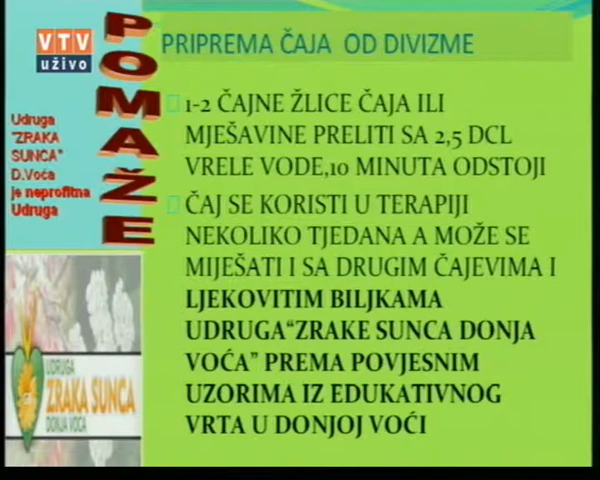 VTV
uživo
POMAŽE
Udruga
"ZRAKA
SUNCA"
D.Voća
je neprofitna
Udruga
UDRUGA
ZRAKA SUNCA
DONJA VOĆA
PRIPREMA ČAJA OD DIVIZME
1-2 ČAJNE ŽLICE ČAJA ILI
MJEŠAVINE PRELITI SA 2,5 DCL
VRELE VODE,10 MINUTA ODSTOJI
ČAJ SE KORISTI U TERAPIJI
NEKOLIKO TJEDANA A MOŽE SE
MIJEŠATI I SA DRUGIM ČAJEVIMA I
LJEKOVITIM BILJKAMA
UDRUGA“ZRAKE SUNCA DONJA
VOĆA” PREMA POVJESNIM
UZORIMA IZ EDUKATIVNOG
VRTA U DONJOJ VOĆI